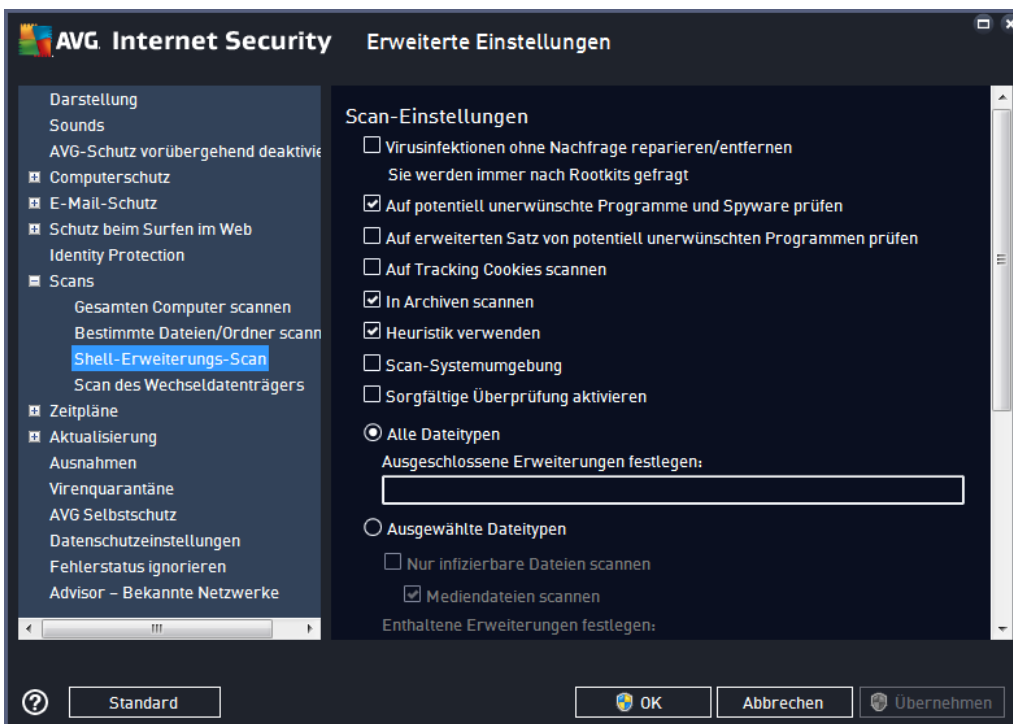 AVG. Internet Security Erweiterte Einstellungen
Darstellung
Sounds
AVG-Schutz vorübergehend deaktivie
Computerschutz
E-Mail-Schutz
Schutz beim Surfen im Web
Identity Protection
Scans
Gesamten Computer scannen
Bestimmte Dateien/Ordner scann
Shell-Erweiterungs-Scan
Scan des Wechseldatenträgers
Zeitpläne
Aktualisierung
Ausnahmen
Virenquarantäne
AVG Selbstschutz
Datenschutzeinstellungen
Fehlerstatus ignorieren
Advisor – Bekannte Netzwerke
Scan-Einstellungen
Virusinfektionen ohne Nachfrage reparieren/entfernen
Sie werden immer nach Rootkits gefragt
Auf potentiell unerwünschte Programme und Spyware prüfen
Auf erweiterten Satz von potentiell unerwünschten Programmen prüfen
Auf Tracking Cookies scannen
In Archiven scannen
Heuristik verwenden
Scan-Systemumgebung
Sorgfältige Überprüfung aktivieren
Alle Dateitypen
Ausgeschlossene Erweiterungen festlegen:
Ausgewählte Dateitypen
Nur infizierbare Dateien scannen
Mediendateien scannen
Enthaltene Erweiterungen festlegen:
? Standard OK Abbrechen Übernehmen